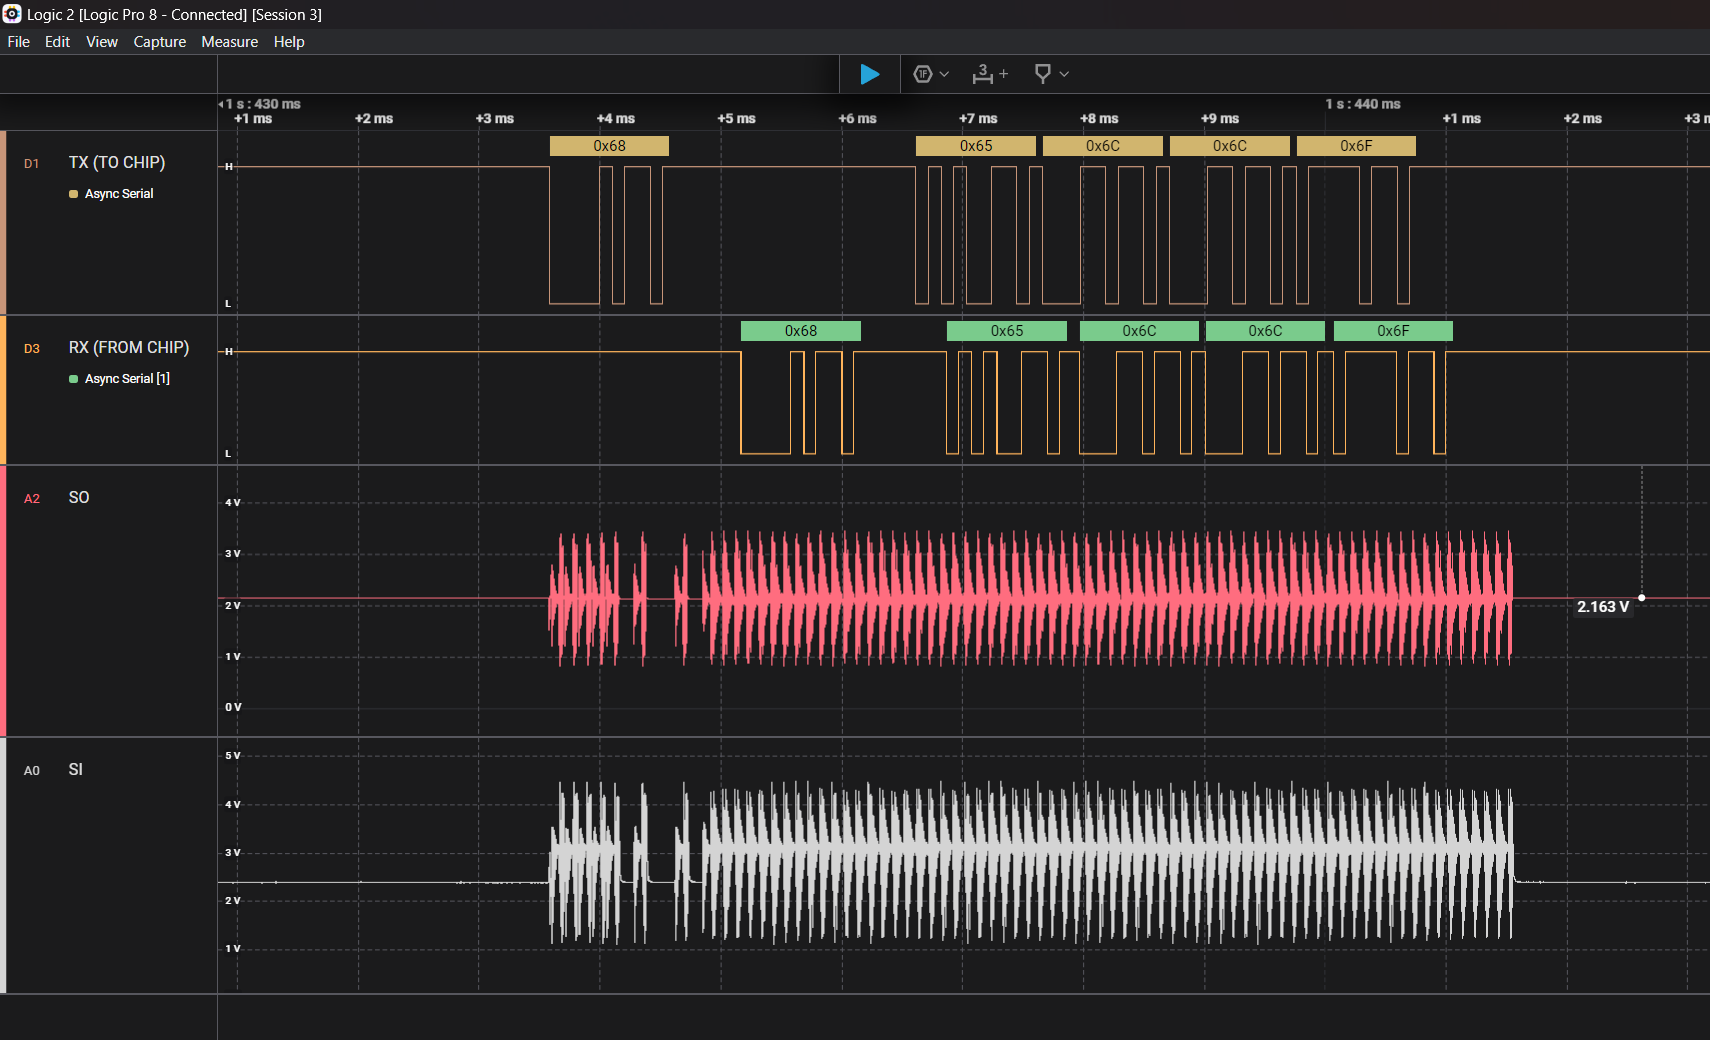 Logic 2 [Logic Pro 8 - Connected] [Session 3]
File Edit View Capture Measure Help
1F 3 +
1 s : 430 ms 1 s : 440 ms
+1 ms +2 ms +3 ms +4 ms +5 ms +6 ms +7 ms +8 ms +9 ms +1 ms +2 ms +3 m
0x68 0x65 0x6C 0x6C 0x6F
D1 TX (TO CHIP)
H
Async Serial
L
0x68 0x65 0x6C 0x6C 0x6F
D3 RX (FROM CHIP)
H
Async Serial [1]
L
A2 SO
4 V
3 V
2 V
2.163 V
1 V
0 V
5 V
A0 SI
4 V
3 V
2 V
1 V